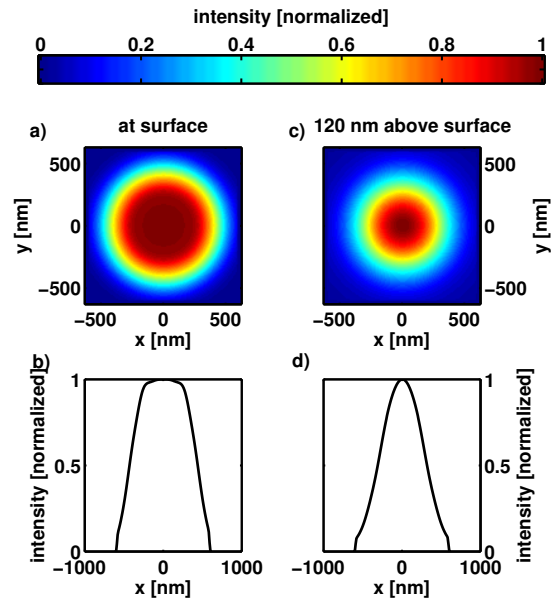 intensity [normalized]
0 0.2 0.4 0.6 0.8 1
a) at surface
c) 120 nm above surface
500
0
−500
y [nm]
−500 0 500
x [nm]
500
0
−500
y [nm]
−500 0 500
x [nm]
b)
intensity [normalized]
1
0.5
0
−1000 0 1000
x [nm]
d)
1
0.5
0
intensity [normalized]
−1000 0 1000
x [nm]